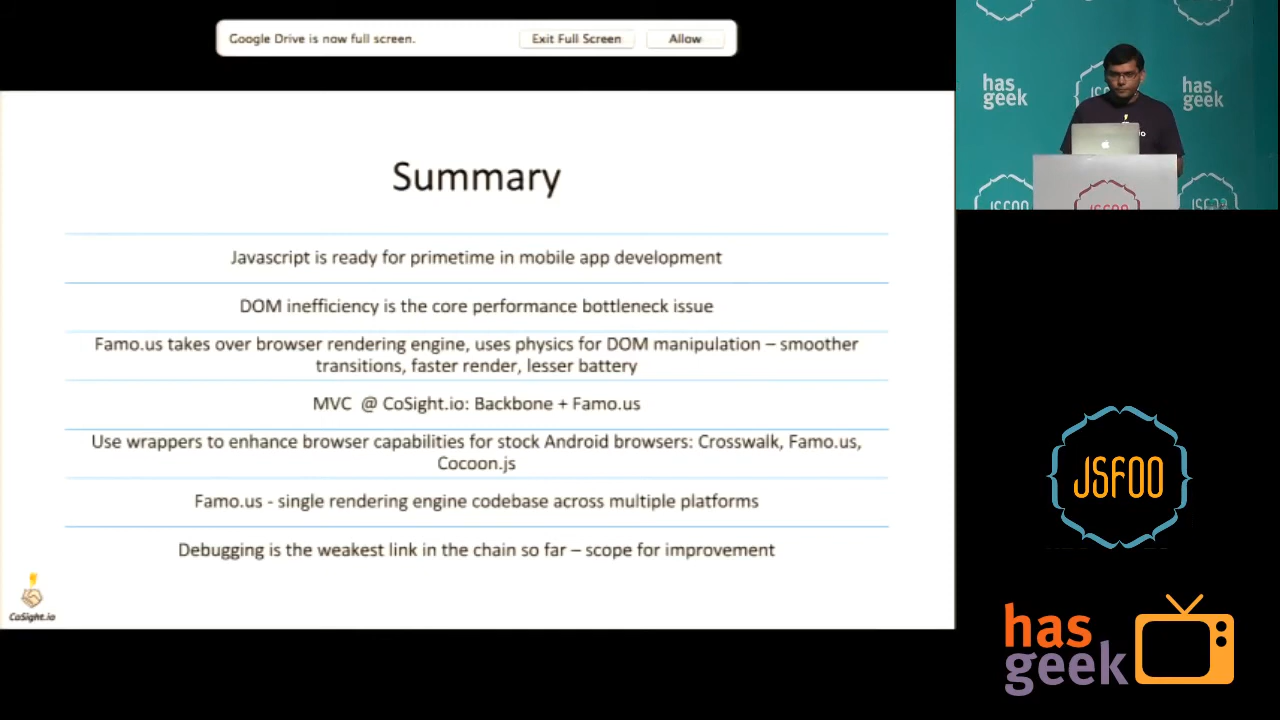 Google Drive is now full screen.
Exit Full Screen
Allow
Summary
Javascript is ready for primetime in mobile app development
DOM inefficiency is the core performance bottleneck issue
Famo.us takes over browser rendering engine, uses physics for DOM manipulation – smoother
transitions, faster render, lesser battery
MVC @ CoSight.io: Backbone + Famo.us
Use wrappers to enhance browser capabilities for stock Android browsers: Crosswalk, Famo.us,
Cocoon.js
Famo.us - single rendering engine codebase across multiple platforms
Debugging is the weakest link in the chain so far – scope for improvement
CoSight.io
has
geek
has
geek
JSFOO
JSFOO
JSFOO
has
geek